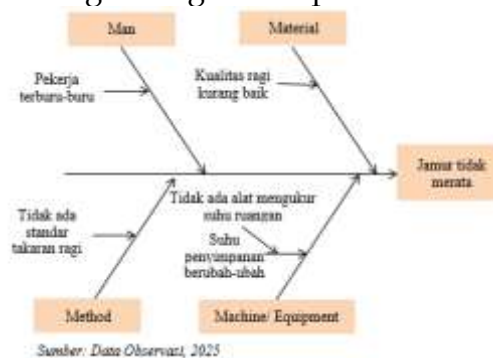 Man
Material
Pekerja
terburu-buru
Kualitas ragi
kurang baik
Jamur tidak
merata
Tidak ada alat mengukur
suhu ruangan
Tidak ada
standar
takaran ragi
Suhu
penyimpanan
berubah-ubah
Method
Machine/ Equipment
Sumber: Data Observasi, 2025